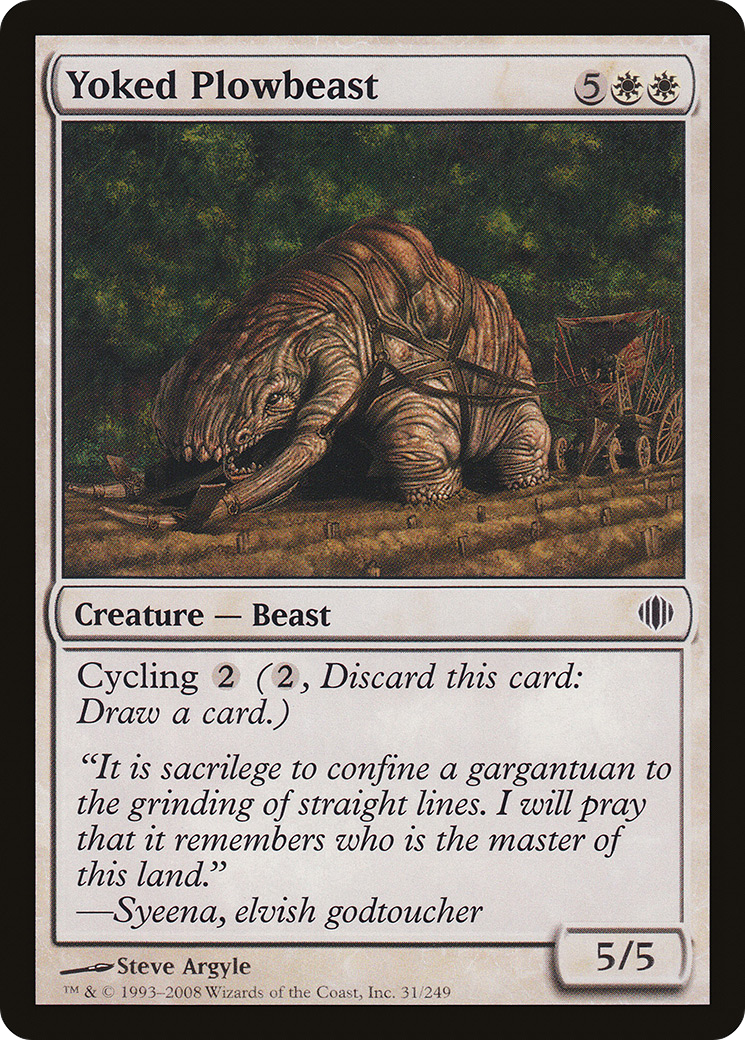 Yoked Plowbeast 5
Creature — Beast
Cycling 2 (2, Discard this card:
Draw a card.)
“It is sacrilege to confine a gargantuan to
the grinding of straight lines. I will pray
that it remembers who is the master of
this land.”
—Syeena, elvish godtoucher
5/5
Steve Argyle
™ & © 1993–2008 Wizards of the Coast, Inc. 31/249